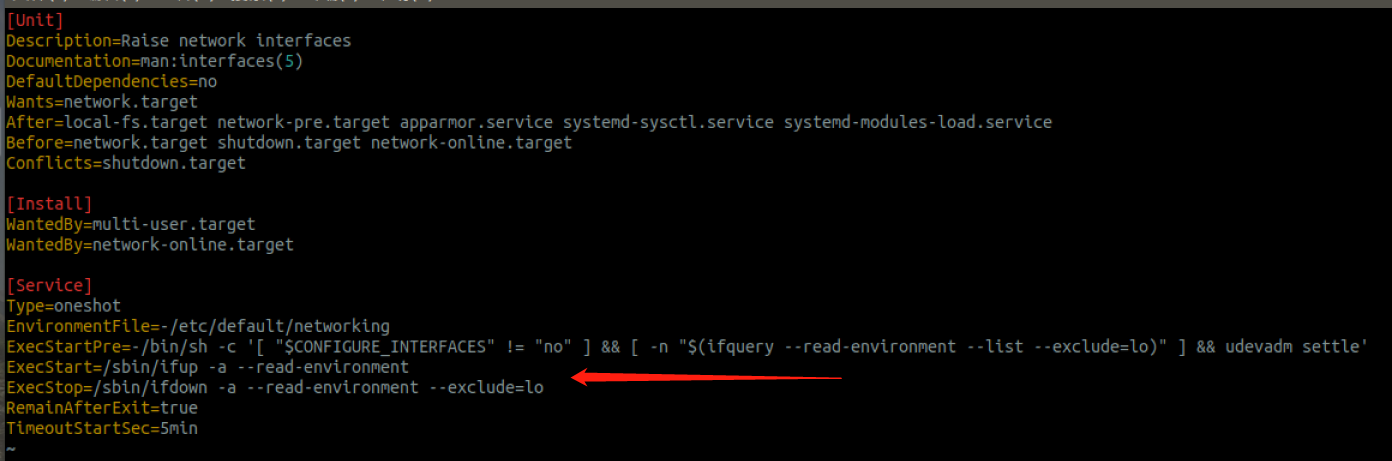 [Unit]
Description=Raise network interfaces
Documentation=man:interfaces(5)
DefaultDependencies=no
Wants=network.target
After=local-fs.target network-pre.target apparmor.service systemd-sysctl.service systemd-modules-load.service
Before=network.target shutdown.target network-online.target
Conflicts=shutdown.target
[Install]
WantedBy=multi-user.target
WantedBy=network-online.target
[Service]
Type=oneshot
EnvironmentFile=-/etc/default/networking
ExecStartPre=-/bin/sh -c '[ "$CONFIGURE_INTERFACES" != "no" ] && [ -n "$(ifquery --read-environment --list --exclude=lo)" ] && udevadm settle'
ExecStart=/sbin/ifup -a --read-environment
ExecStop=/sbin/ifdown -a --read-environment --exclude=lo
RemainAfterExit=true
TimeoutStartSec=5min
~